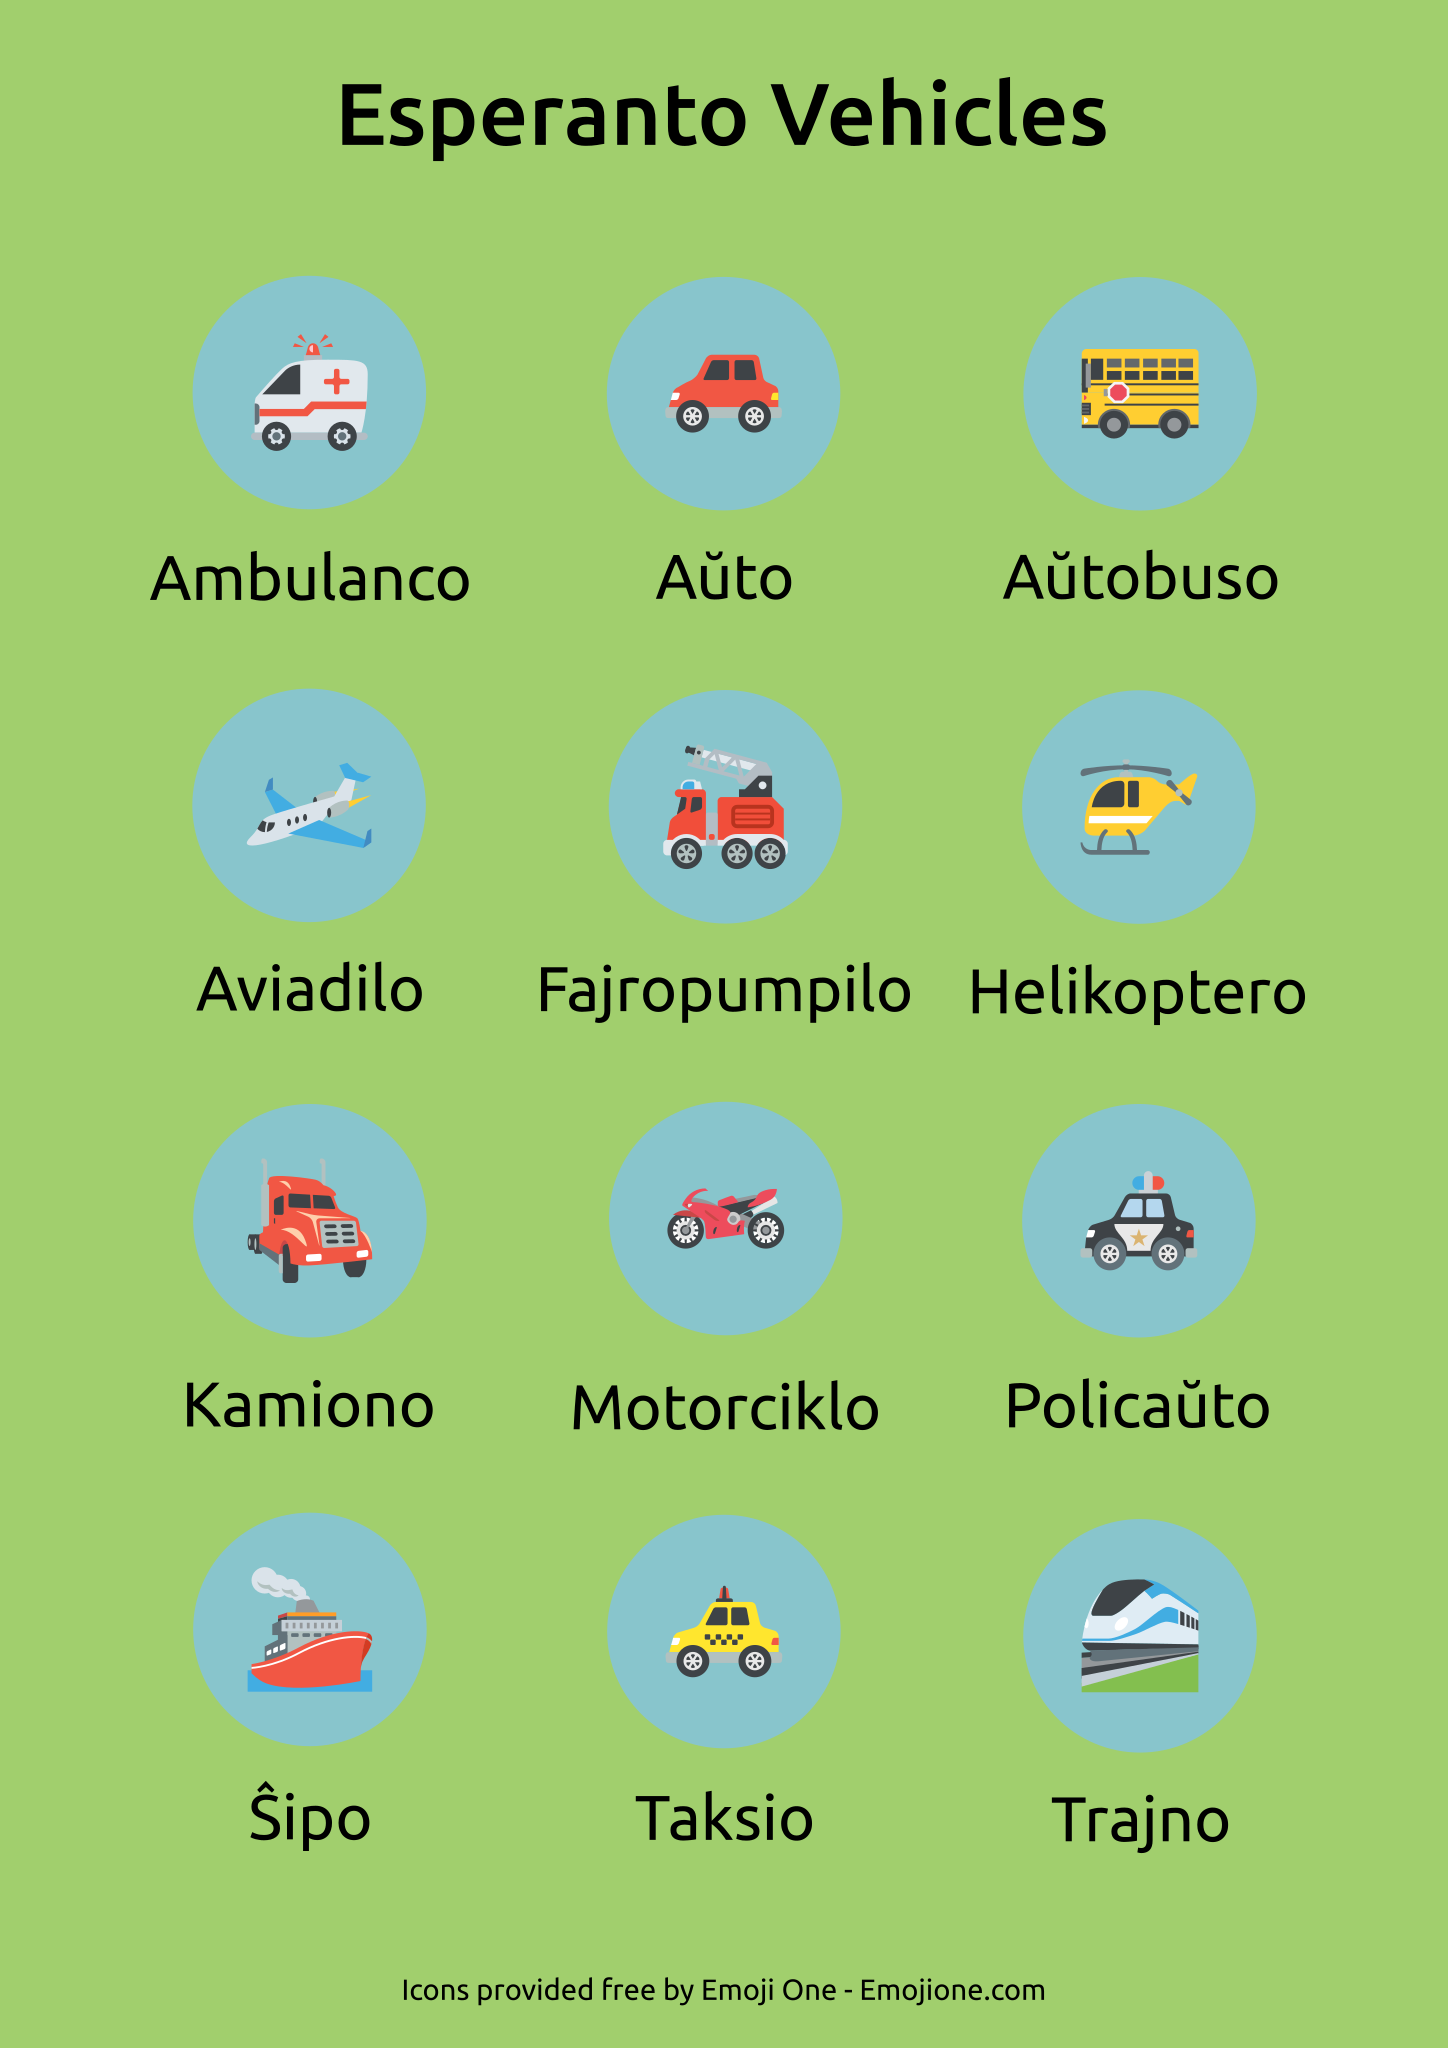 Esperanto Vehicles
Ambulanco
Aŭto
Aŭtobuso
Aviadilo
Fajropumpilo
Helikoptero
Kamiono
Motorciklo
Policaŭto
Ŝipo
Taksio
Trajno
Icons provided free by Emoji One - Emojione.com